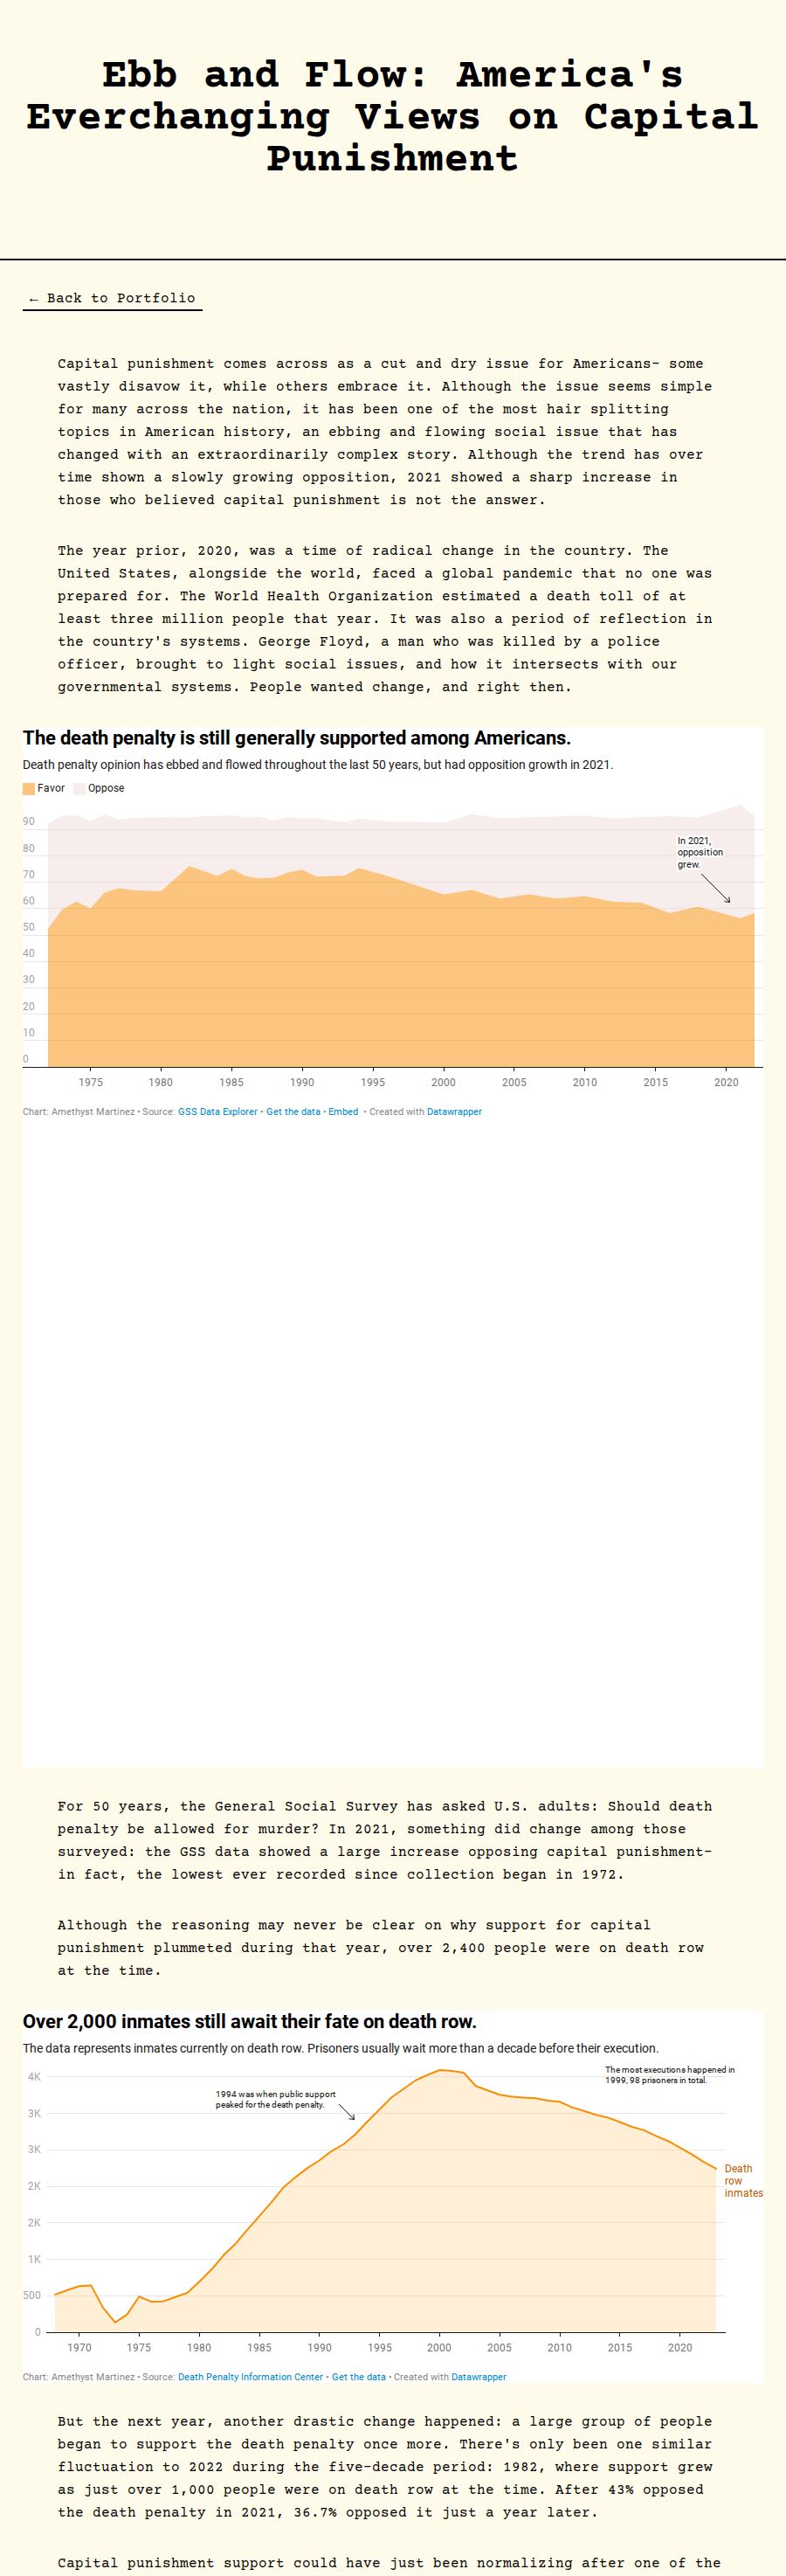 Ebb and Flow: America's
Everchanging Views on Capital
Punishment
← Back to Portfolio
Capital punishment comes across as a cut and dry issue for Americans- some
vastly disavow it, while others embrace it. Although the issue seems simple
for many across the nation, it has been one of the most hair splitting
topics in American history, an ebbing and flowing social issue that has
changed with an extraordinarily complex story. Although the trend has over
time shown a slowly growing opposition, 2021 showed a sharp increase in
those who believed capital punishment is not the answer.
The year prior, 2020, was a time of radical change in the country. The
United States, alongside the world, faced a global pandemic that no one was
prepared for. The World Health Organization estimated a death toll of at
least three million people that year. It was also a period of reflection in
the country's systems. George Floyd, a man who was killed by a police
officer, brought to light social issues, and how it intersects with our
governmental systems. People wanted change, and right then.
The death penalty is still generally supported among Americans.
Death penalty opinion has ebbed and flowed throughout the last 50 years, but had opposition growth in 2021.
Favor Oppose
90
80
70
60
50
40
30
20
10
0
In 2021,
opposition
grew.
1975 1980 1985 1990 1995 2000 2005 2010 2015 2020
Chart: Amethyst Martinez • Source: GSS Data Explorer • Get the data • Embed • Created with Datawrapper
For 50 years, the General Social Survey has asked U.S. adults: Should death
penalty be allowed for murder? In 2021, something did change among those
surveyed: the GSS data showed a large increase opposing capital punishment-
in fact, the lowest ever recorded since collection began in 1972.
Although the reasoning may never be clear on why support for capital
punishment plummeted during that year, over 2,400 people were on death row
at the time.
Over 2,000 inmates still await their fate on death row.
The data represents inmates currently on death row. Prisoners usually wait more than a decade before their execution.
4K
3K
3K
2K
2K
1K
500
0
1994 was when public support
peaked for the death penalty.
The most executions happened in
1999, 98 prisoners in total.
Death
row
inmates
1970 1975 1980 1985 1990 1995 2000 2005 2010 2015 2020
Chart: Amethyst Martinez • Source: Death Penalty Information Center • Get the data • Created with Datawrapper
But the next year, another drastic change happened: a large group of people
began to support the death penalty once more. There's only been one similar
fluctuation to 2022 during the five-decade period: 1982, where support grew
as just over 1,000 people were on death row at the time. After 43% opposed
the death penalty in 2021, 36.7% opposed it just a year later.
Capital punishment support could have just been normalizing after one of the